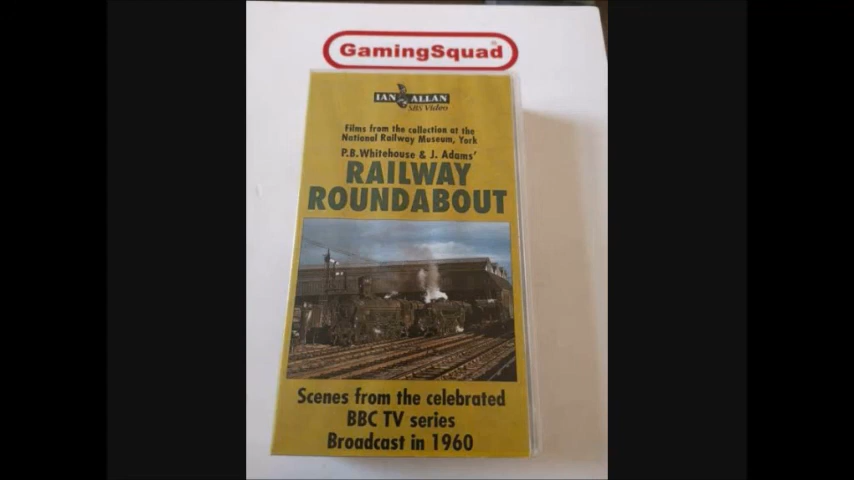 GamingSquad
IAN ALLAN
MIS Video
Films from the collection at the
National Railway Museum, York
P.B.Whitehouse & J. Adams'
RAILWAY
ROUNDABOUT
Scenes from the celebrated
BBC TV series
Broadcast in 1960